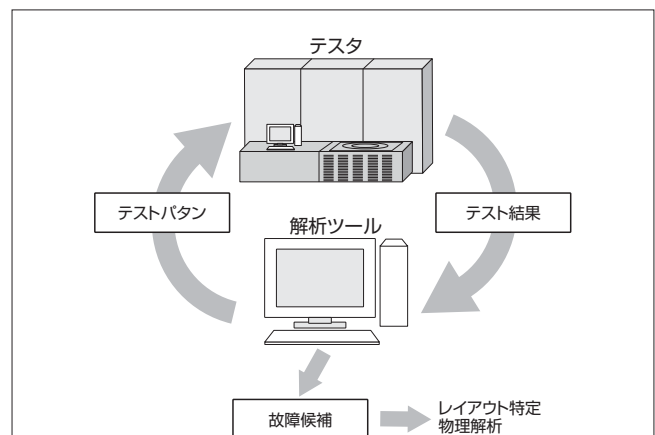 テスタ
テストパタン
テスト結果
解析ツール
故障候補
レイアウト特定
物理解析